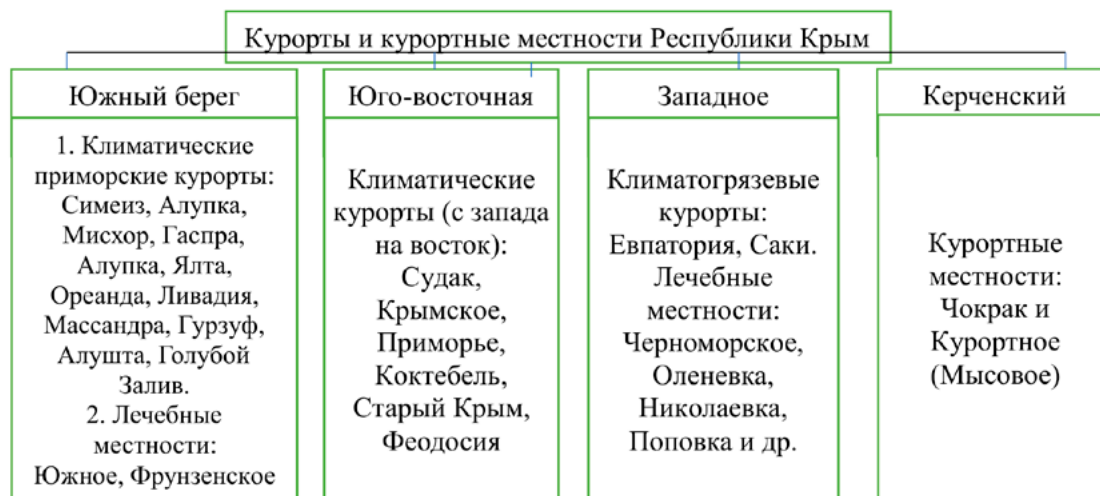 Курорты и курортные местности Республики Крым
Южный берег
1. Климатические
приморские курорты:
Симеиз, Алупка,
Мисхор, Гаспра,
Алупка, Ялта,
Ореанда, Ливадия,
Массандра, Гурзуф,
Алушта, Голубой
Залив.
2. Лечебные
местности:
Южное, Фрунзенское
Юго-восточная
Климатические
курорты (с запада
на восток):
Судак,
Крымское,
Приморье,
Коктебель,
Старый Крым,
Феодосия
Западное
Климатогрязевые
курорты:
Евпатория, Саки.
Лечебные
местности:
Черноморское,
Оленевка,
Николаевка,
Поповка и др.
Керченский
Курортные
местности:
Чокрак и
Курортное
(Мысовое)